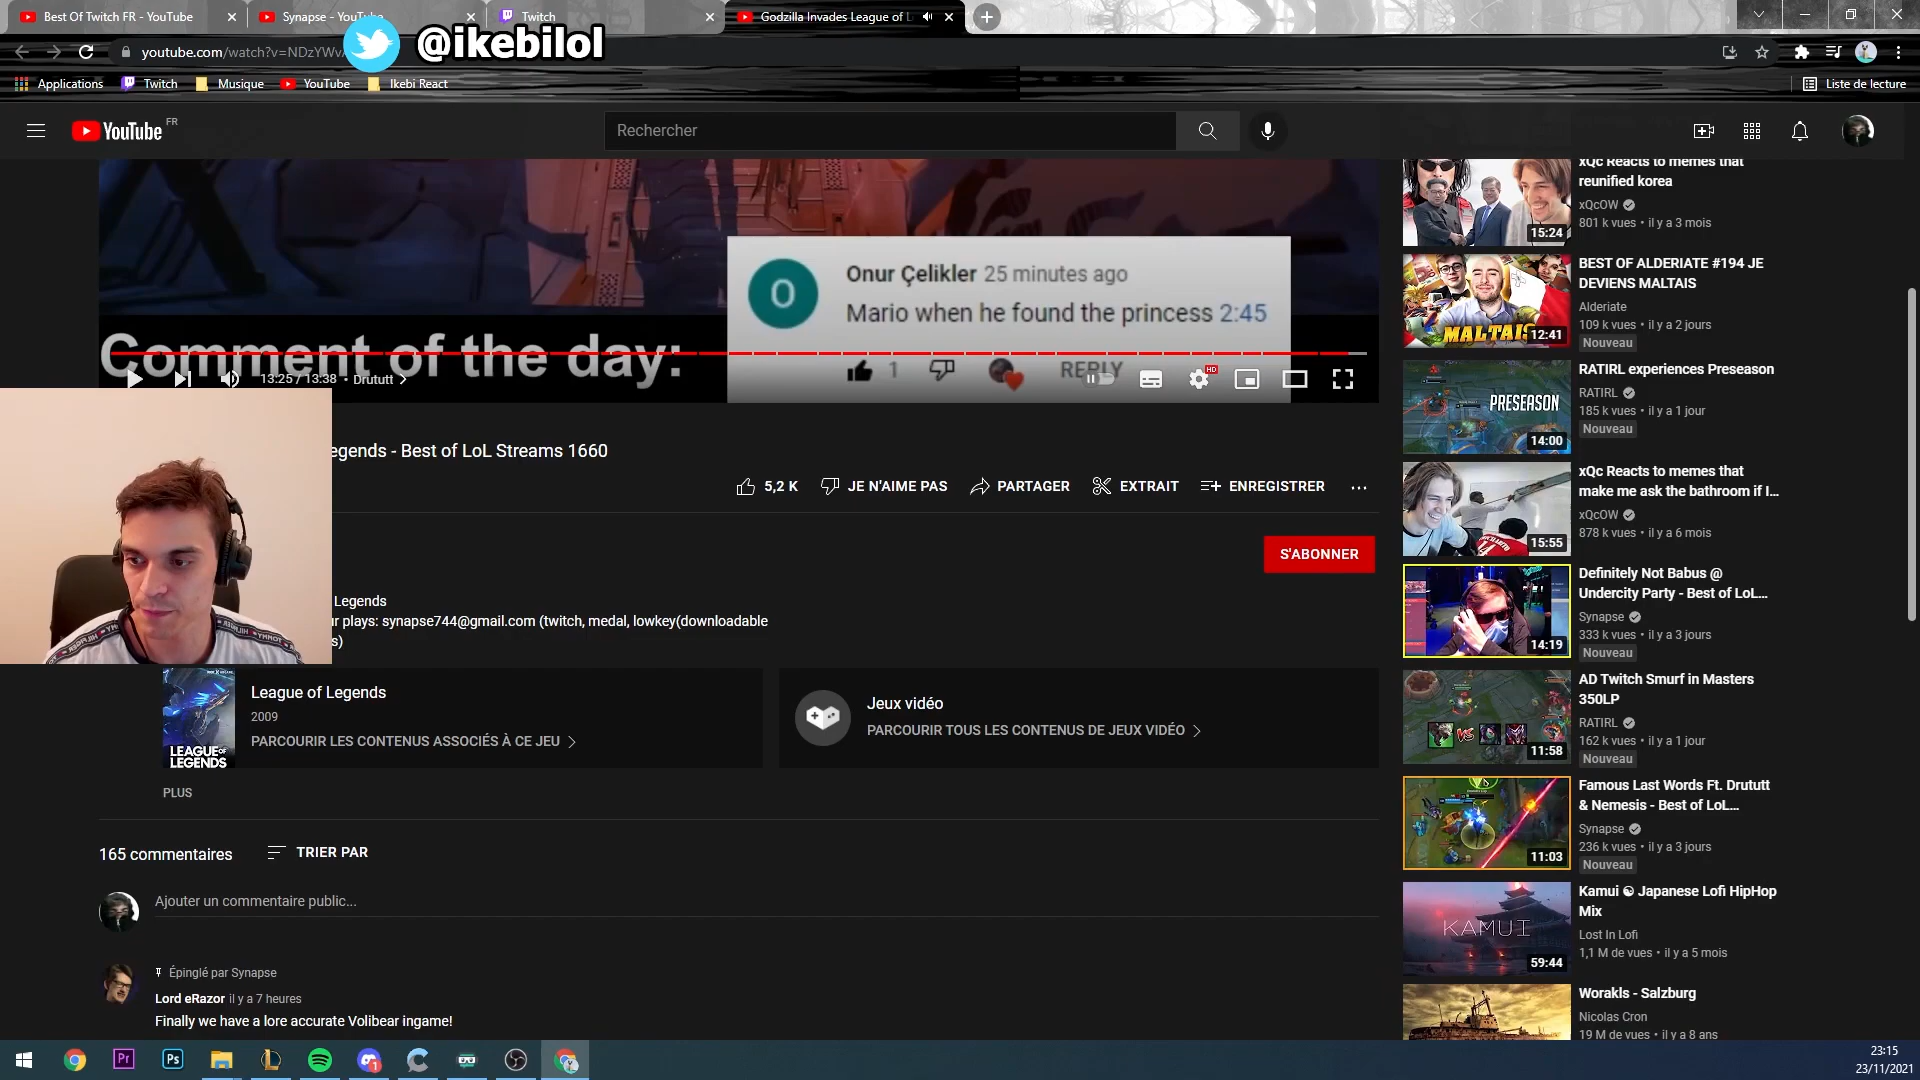 Best Of Twitch FR - YouTube
Synapse - YouTube
Twitch
Godzilla Invades League of L
youtube.com/watch?v=NDzYWv
@ikebilol
Applications
Twitch
Musique
YouTube
Ikebi React
Liste de lecture
YouTube FR
Rechercher
Onur Çelikler 25 minutes ago
Mario when he found the princess 2:45
1 REPLY
Comment of the day:
13:25 / 13:38 • Drututt
HD
egends - Best of LoL Streams 1660
5,2 K
JE N'AIME PAS
PARTAGER
EXTRAIT
ENREGISTRER
S'ABONNER
Legends
r plays: synapse744@gmail.com (twitch, medal, lowkey(downloadable
s)
LEAGUE OF
LEGENDS
League of Legends
2009
PARCOURIR LES CONTENUS ASSOCIÉS À CE JEU
Jeux vidéo
PARCOURIR TOUS LES CONTENUS DE JEUX VIDÉO
PLUS
165 commentaires
TRIER PAR
Ajouter un commentaire public...
Épinglé par Synapse
Lord eRazor il y a 7 heures
Finally we have a lore accurate Volibear ingame!
xQc Reacts to memes that
reunified korea
xQcOW
801 k vues • il y a 3 mois
15:24
BEST OF ALDERIATE #194 JE
DEVIENS MALTAIS
Alderiate
109 k vues • il y a 2 jours
Nouveau
MALTAIS
12:41
RATIRL experiences Preseason
RATIRL
185 k vues • il y a 1 jour
Nouveau
PRESEASON
14:00
xQc Reacts to memes that
make me ask the bathroom if I...
xQcOW
878 k vues • il y a 6 mois
15:55
Definitely Not Babus @
Undercity Party - Best of LoL...
Synapse
333 k vues • il y a 3 jours
Nouveau
14:19
AD Twitch Smurf in Masters
350LP
RATIRL
162 k vues • il y a 1 jour
Nouveau
VS
11:58
Famous Last Words Ft. Drututt
& Nemesis - Best of LoL...
Synapse
236 k vues • il y a 3 jours
Nouveau
11:03
Kamui ☯ Japanese Lofi HipHop
Mix
Lost In Lofi
1,1 M de vues • il y a 5 mois
KAMUI
59:44
Worakls - Salzburg
Nicolas Cron
19 M de vues • il y a 8 ans
Pr
Ps
1
23:15
23/11/2021